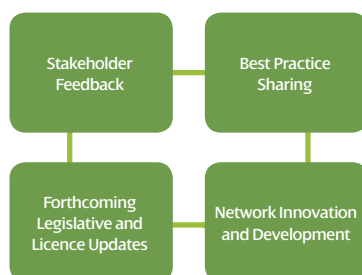 Stakeholder
Feedback
Best Practice
Sharing
Forthcoming
Legislative and
Licence Updates
Network Innovation
and Development